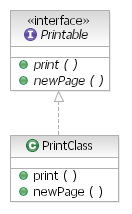 «interface»
I Printable
print ( )
newPage ( )
C PrintClass
print ( )
newPage ( )